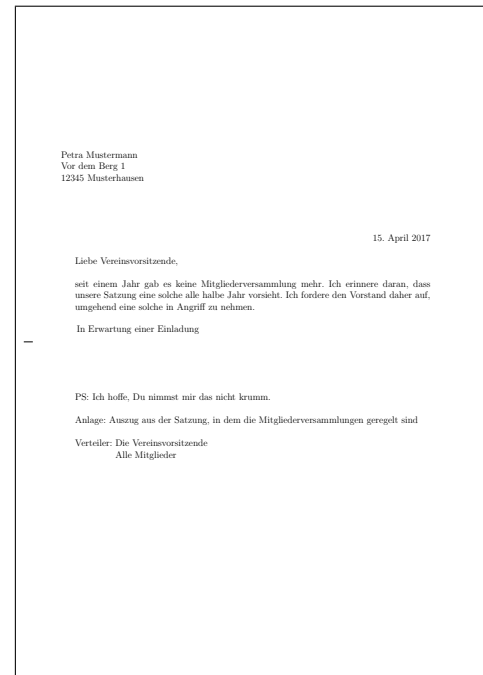 Petra Mustermann
Vor dem Berg 1
12345 Musterhausen
15. April 2017
Liebe Vereinsvorsitzende,
seit einem Jahr gab es keine Mitgliederversammlung mehr. Ich erinnere daran, dass
unsere Satzung eine solche alle halbe Jahr vorsieht. Ich fordere den Vorstand daher auf,
umgehend eine solche in Angriff zu nehmen.
In Erwartung einer Einladung
PS: Ich hoffe, Du nimmst mir das nicht krumm.
Anlage: Auszug aus der Satzung, in dem die Mitgliederversammlungen geregelt sind
Verteiler: Die Vereinsvorsitzende
Alle Mitglieder